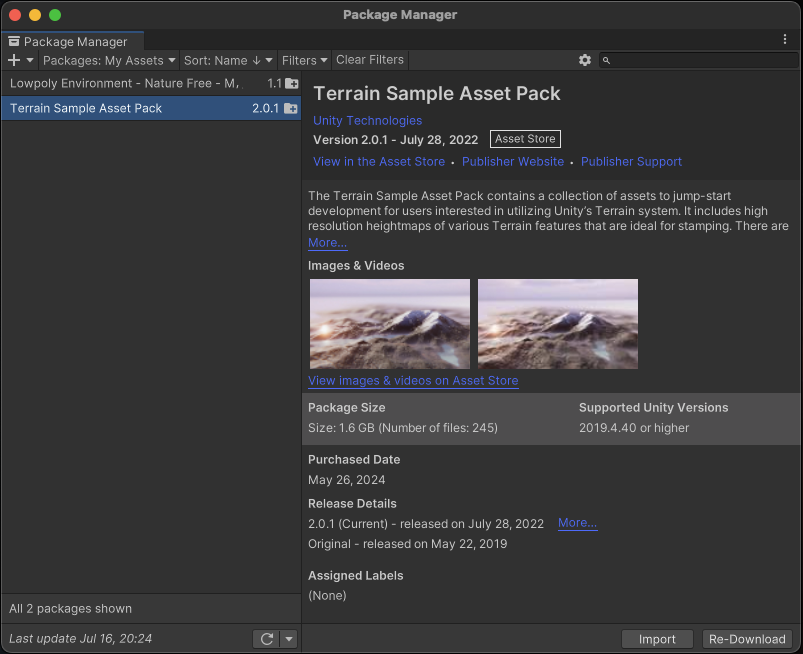 Package Manager
Package Manager
Packages: My Assets Sort: Name ↓ Filters Clear Filters
Lowpoly Environment - Nature Free - M... 1.1
Terrain Sample Asset Pack 2.0.1
Terrain Sample Asset Pack
Unity Technologies
Version 2.0.1 - July 28, 2022 Asset Store
View in the Asset Store • Publisher Website • Publisher Support
The Terrain Sample Asset Pack contains a collection of assets to jump-start
development for users interested in utilizing Unity's Terrain system. It includes high
resolution heightmaps of various Terrain features that are ideal for stamping. There are
More...
Images & Videos
View images & videos on Asset Store
Package Size Supported Unity Versions
Size: 1.6 GB (Number of files: 245) 2019.4.40 or higher
Purchased Date
May 26, 2024
Release Details
2.0.1 (Current) - released on July 28, 2022 More...
Original - released on May 22, 2019
Assigned Labels
(None)
All 2 packages shown
Last update Jul 16, 20:24
Import Re-Download